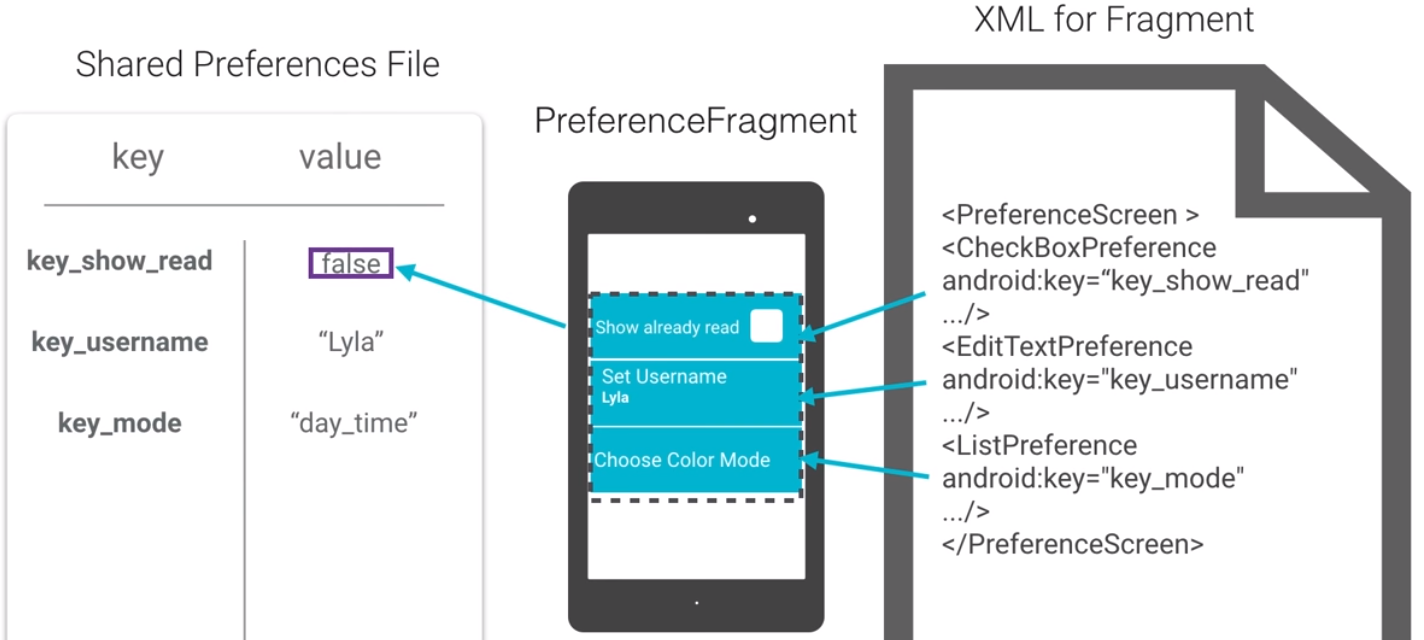 Shared Preferences File
key value
key_show_read false
key_username “Lyla”
key_mode “day_time”
PreferenceFragment
Show already read
Set Username
Lyla
Choose Color Mode
XML for Fragment
<PreferenceScreen >
<CheckBoxPreference
android:key=“key_show_read"
.../>
<EditTextPreference
android:key="key_username"
.../>
<ListPreference
android:key="key_mode"
.../>
</PreferenceScreen>